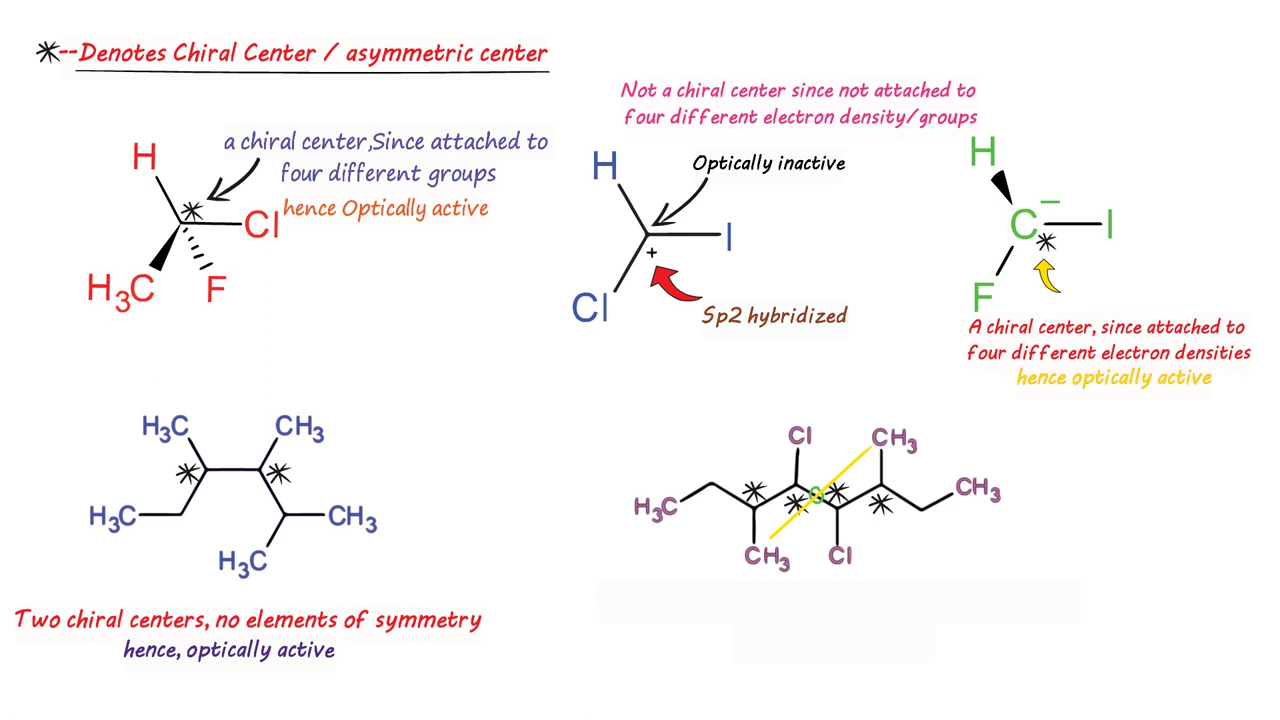 *--Denotes Chiral Center / asymmetric center
Not a chiral center since not attached to
four different electron density/groups
a chiral center,Since attached to
four different groups
hence Optically active
H
*
Cl
H3C
F
Optically inactive
H
I
+
Cl
Sp2 hybridized
H
C
−
I
*
F
A chiral center, since attached to
four different electron densities
hence optically active
H3C
CH3
*
*
H3C
CH3
H3C
Two chiral centers, no elements of symmetry
hence, optically active
Cl
CH3
H3C
*
*
*
*
CH3
CH3
Cl